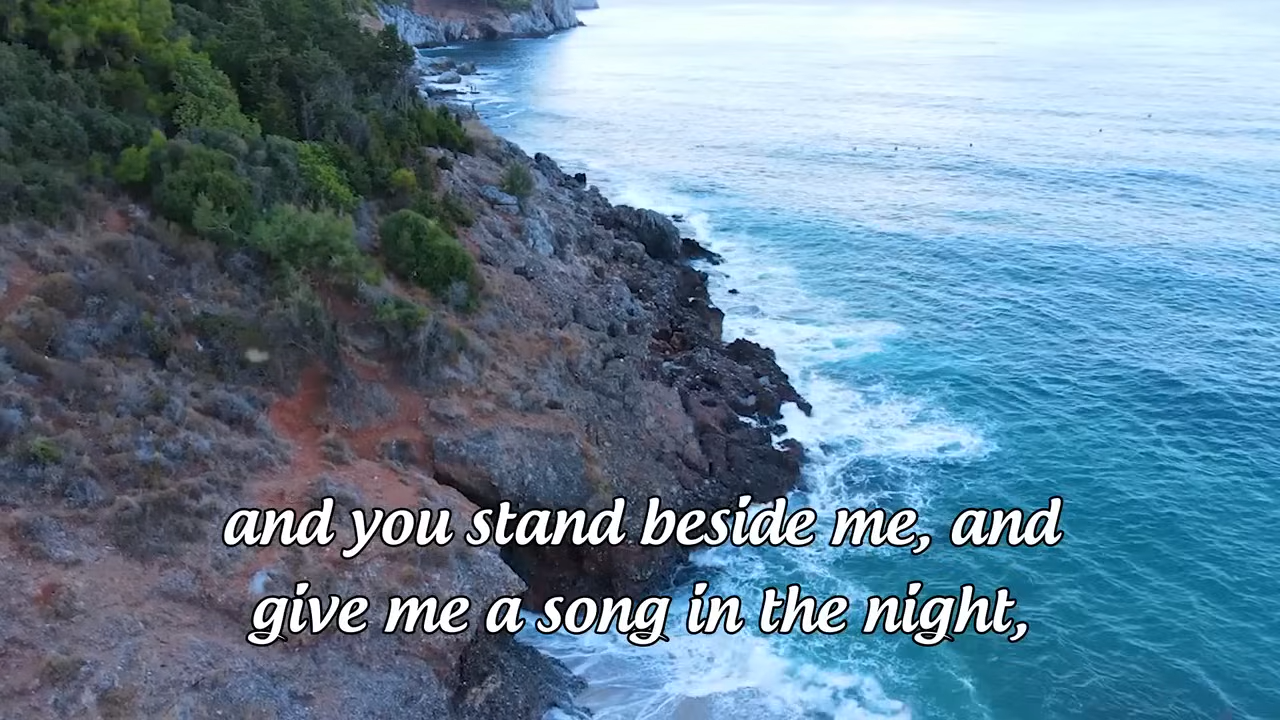 and you stand beside me, and
give me a song in the night,